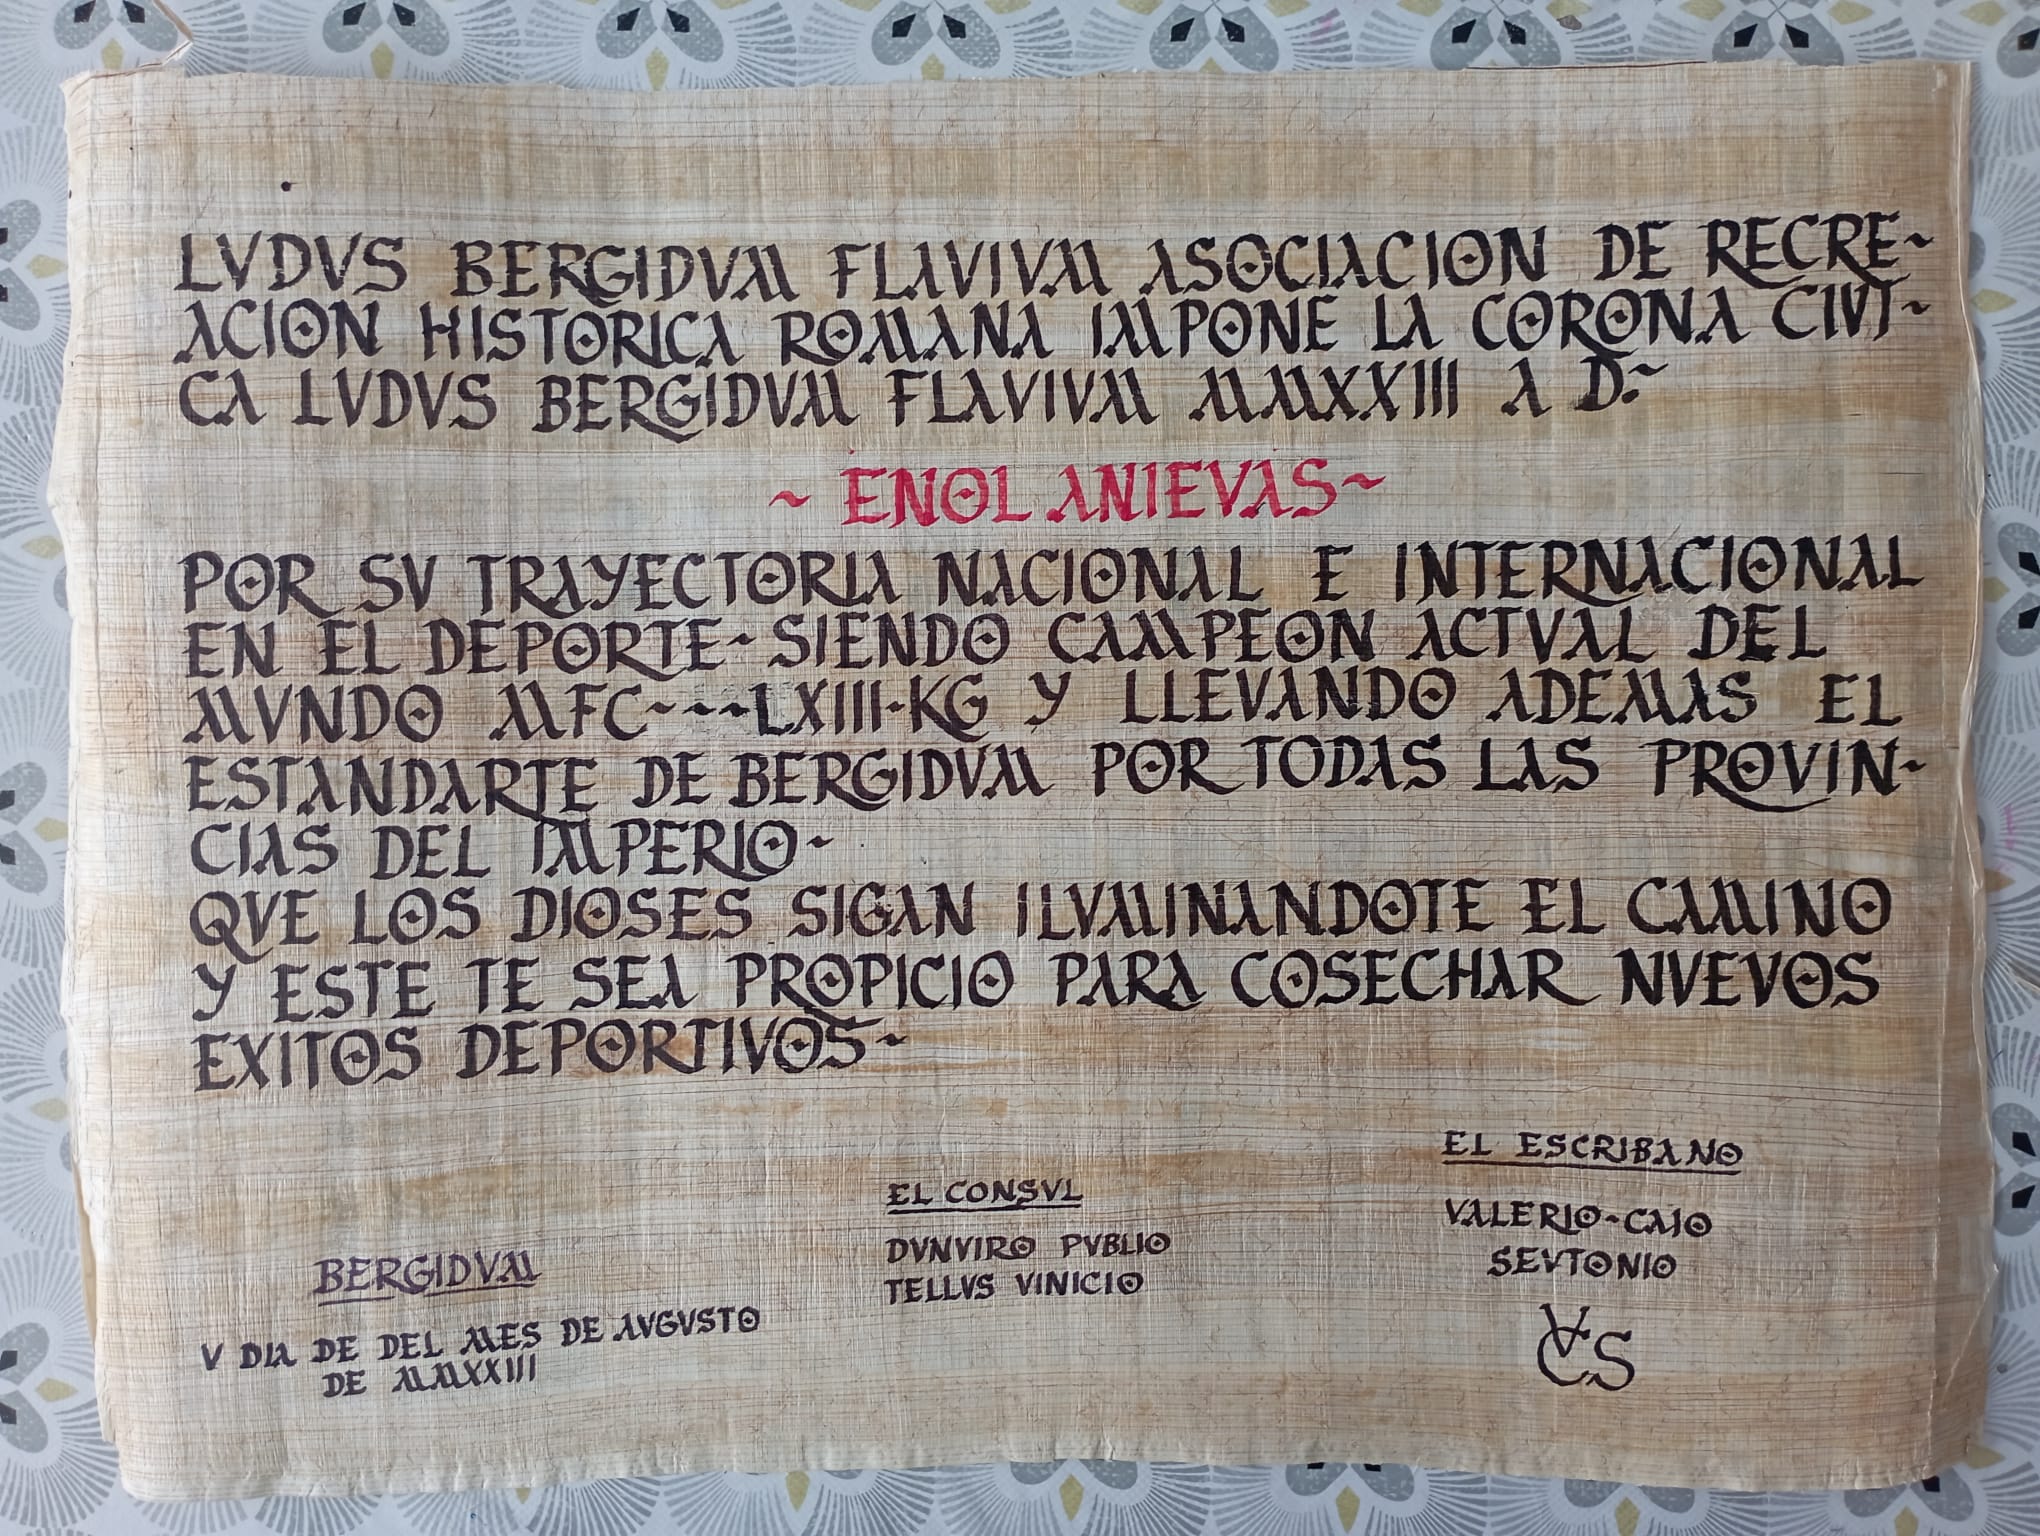 LVDVS BERGIDVM FLAVIVM ASOCIACION DE RECRE~
ACION HISTORICA ROMANA IMPONE LA CORONA CIVI~
CA LVDVS BERGIDVM FLAVIVM MMXXIII A D.~
~ ENOL ANIEVAS ~
POR SV TRAYECTORIA NACIONAL E INTERNACIONAL
EN EL DEPORTE~SIENDO CAMPEON ACTVAL DEL
MVNDO MFC~~~LXIII~KG Y LLEVANDO ADEMAS EL
ESTANDARTE DE BERGIDVM POR TODAS LAS PROVIN~
CIAS DEL IMPERIO~
QVE LOS DIOSES SIGAN ILVMINANDOTE EL CAMINO
Y ESTE TE SEA PROPICIO PARA COSECHAR NVEVOS
EXITOS DEPORTIVOS~
BERGIDVM
V DIA DE DEL MES DE AVGVSTO
DE MMXXIII
EL CONSVL
DVNVIRO PVBLIO
TELLVS VINICIO
EL ESCRIBANO
VALERIO~CAIO
SEVTONIO
VCS